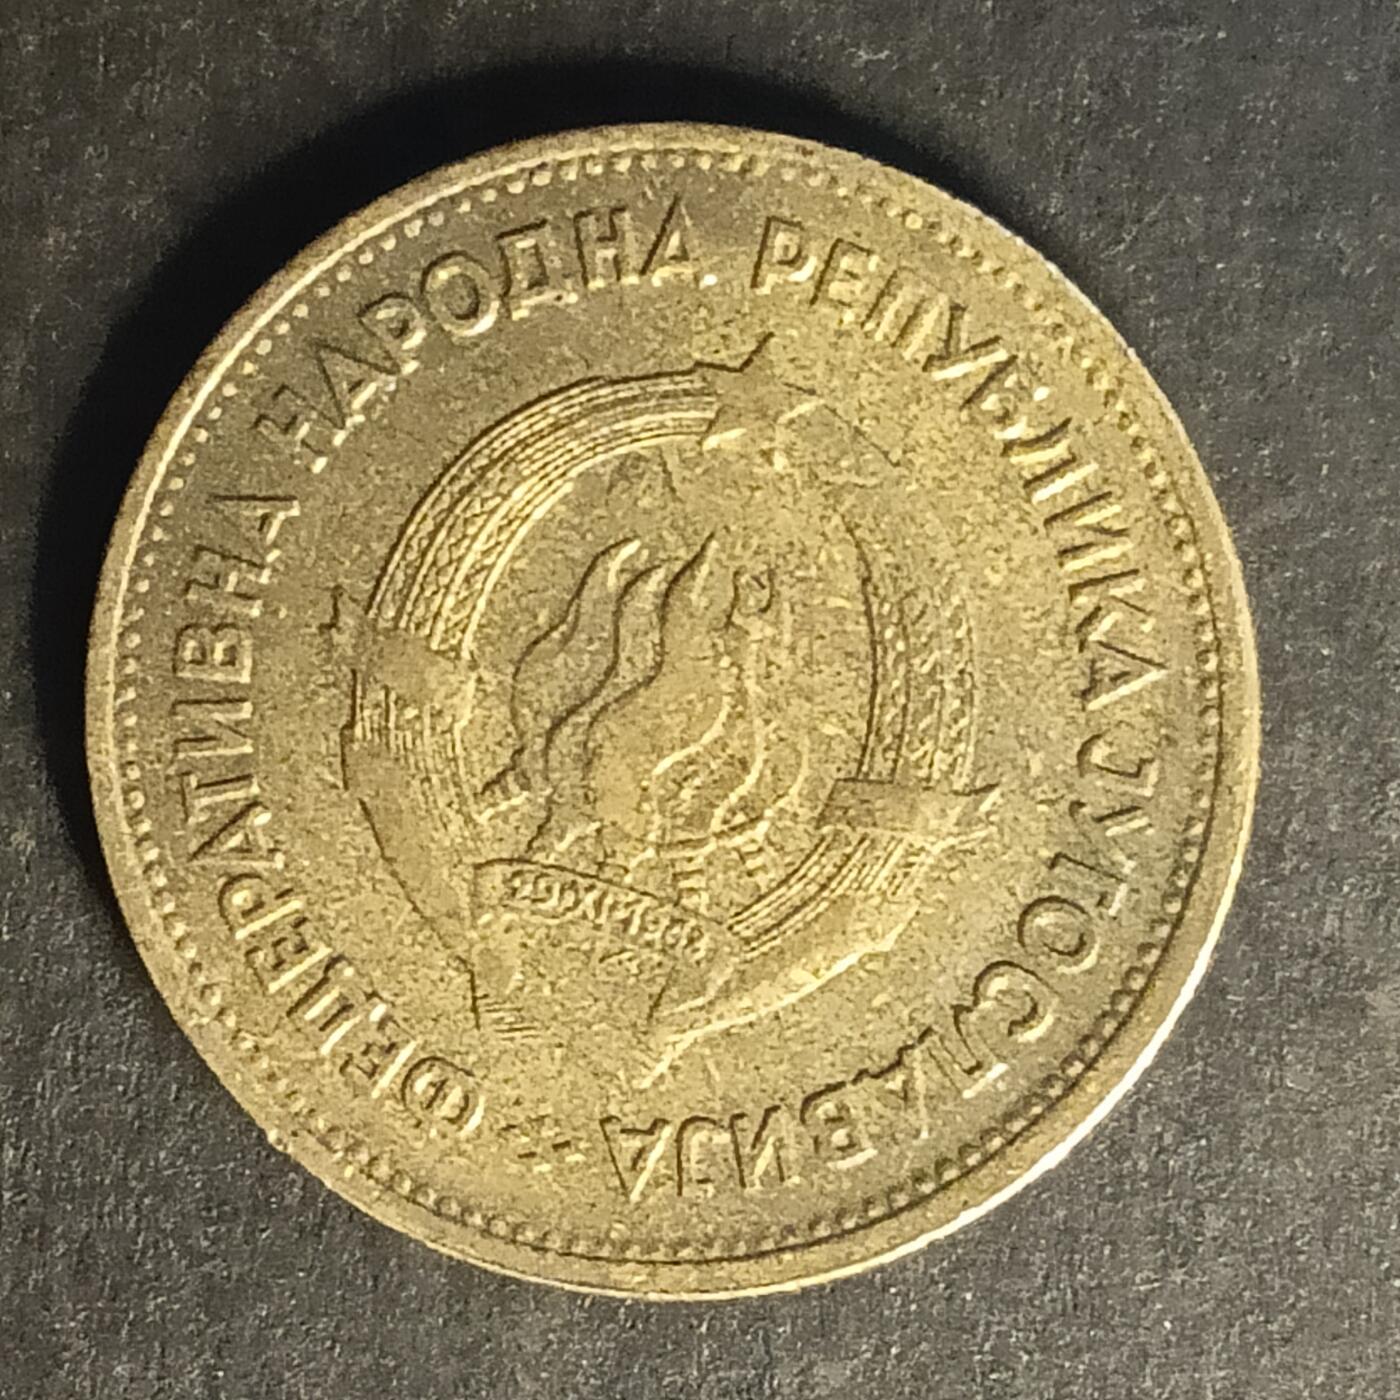 ФЕДЕРАТИВНА НАРОДНА РЕПУБЛИКА ЈУГОСЛАВИЈА
29·XI·1943